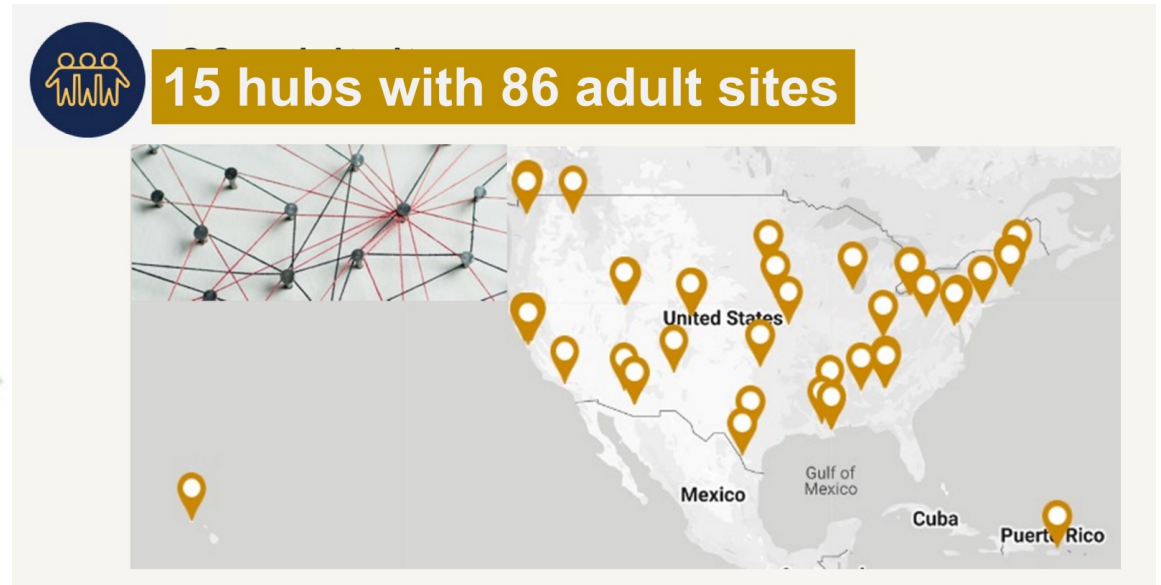 15 hubs with 86 adult sites
United States
Gulf of
Mexico
Mexico
Cuba
Puerto Rico